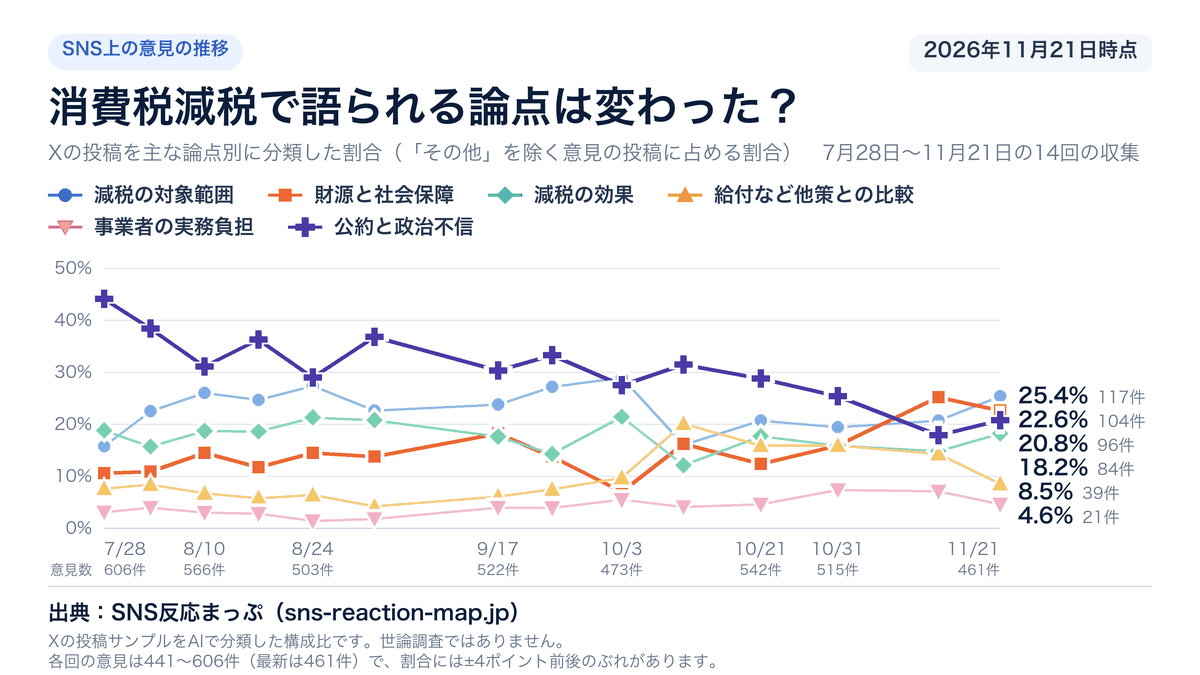 SNS上の意見の推移
2026年11月21日時点
消費税減税で語られる論点は変わった？
Xの投稿を主な論点別に分類した割合（「その他」を除く意見の投稿に占める割合） 7月28日～11月21日の14回の収集
減税の対象範囲 財源と社会保障 減税の効果 給付など他策との比較
事業者の実務負担 公約と政治不信
50%
40%
30%
20%
10%
0%
25.4% 117件
22.6% 104件
20.8% 96件
18.2% 84件
8.5% 39件
4.6% 21件
7/28 8/10 8/24 9/17 10/3 10/21 10/31 11/21
意見数 606件 566件 503件 522件 473件 542件 515件 461件
出典：SNS反応まっぷ（sns-reaction-map.jp）
Xの投稿サンプルをAIで分類した構成比です。世論調査ではありません。
各回の意見は441～606件（最新は461件）で、割合には±4ポイント前後のぶれがあります。